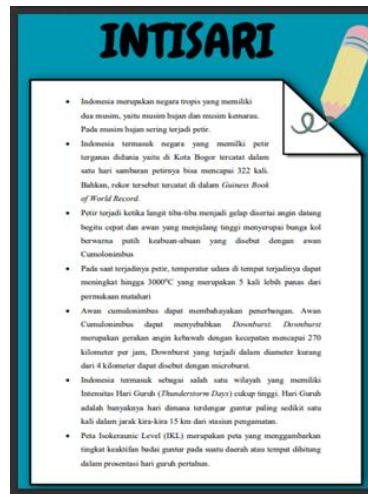 INTISARI
• Indonesia merupakan negara tropis yang memiliki
dua musim, yaitu musim hujan dan musim kemarau.
Pada musim hujan sering terjadi petir.
• Indonesia termasuk negara yang memilki petir
terganas didunia yaitu di Kota Bogor tercatat dalam
satu hari sambaran petirnya bisa mencapai 322 kali.
Bahkan, rekor tersebut tercatat di dalam Guiness Book
of World Record.
• Petir terjadi ketika langit tiba-tiba menjadi gelap disertai angin datang
begitu cepat dan awan yang menjulang tinggi menyerupai bunga kol
berwarna putih keabuan-abuan yang disebut dengan awan
Cumolonimbus
• Pada saat terjadinya petir, temperatur udara di tempat terjadinya dapat
meningkat hingga 3000°C yang merupakan 5 kali lebih panas dari
permukaan matahari
• Awan cumulonimbus dapat membahayakan penerbangan. Awan
Cumulonimbus dapat menyebabkan Downburst. Downburst
merupakan gerakan angin kebawah dengan kecepatan mencapai 270
kilometer per jam, Downburst yang terjadi dalam diameter kurang
dari 4 kilometer dapat disebut dengan microburst.
• Indonesia termasuk sebagai salah satu wilayah yang memiliki
Intensitas Hari Guruh (Thunderstorm Days) cukup tinggi. Hari Guruh
adalah banyaknya hari dimana terdengar guntur paling sedikit satu
kali dalam jarak kira-kira 15 km dari stasiun pengamatan.
• Peta Isokeraunic Level (IKL) merupakan peta yang menggambarkan
tingkat keaktifan badai guntur pada suatu daerah atau tempat dihitung
dalam prosentasi hari guruh pertahun.